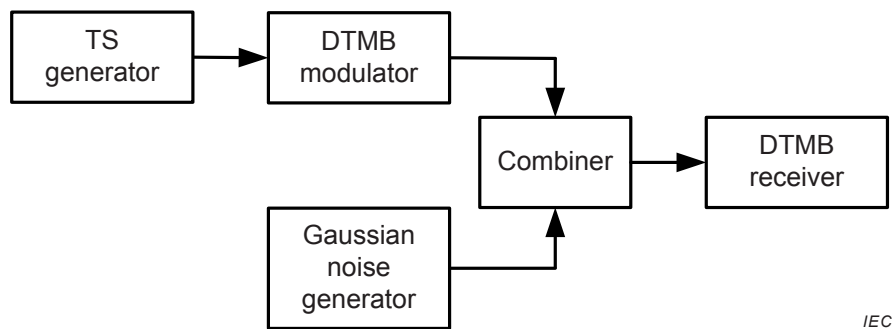 TS
generator
DTMB
modulator
Combiner
DTMB
receiver
Gaussian
noise
generator
IEC